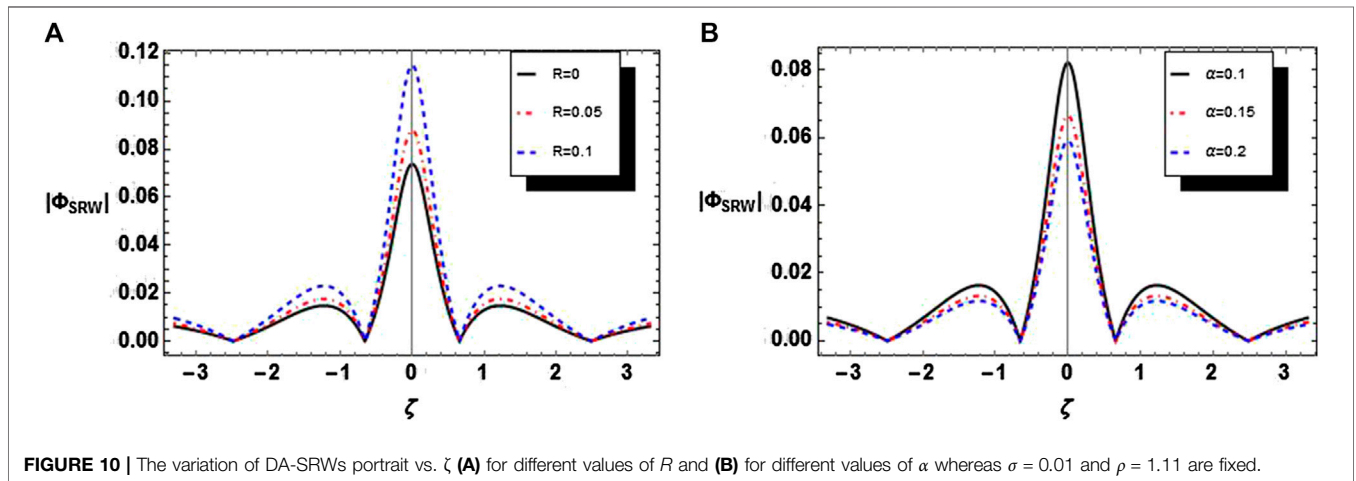 A
0.12
0.10
0.08
0.06
0.04
0.02
0.00
|Φ_SRW|
−3 −2 −1 0 1 2 3
ζ
R=0
R=0.05
R=0.1
B
0.08
0.06
0.04
0.02
0.00
|Φ_SRW|
−3 −2 −1 0 1 2 3
ζ
α=0.1
α=0.15
α=0.2
FIGURE 10 | The variation of DA-SRWs portrait vs. ζ (A) for different values of R and (B) for different values of α whereas σ = 0.01 and ρ = 1.11 are fixed.